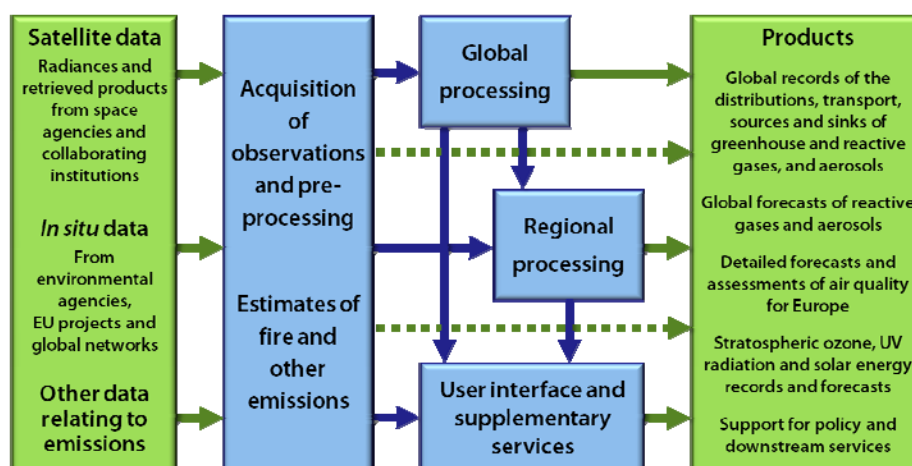 Satellite data
Radiances and
retrieved products
from space
agencies and
collaborating
institutions
In situ data
From
environmental
agencies,
EU projects and
global networks
Other data
relating to
emissions
Acquisition
of
observations
and pre-
processing
Estimates of
fire and
other
emissions
Global
processing
Regional
processing
User interface and
supplementary
services
Products
Global records of the
distributions, transport,
sources and sinks of
greenhouse and reactive
gases, and aerosols
Global forecasts of reactive
gases and aerosols
Detailed forecasts and
assessments of air quality
for Europe
Stratospheric ozone, UV
radiation and solar energy
records and forecasts
Support for policy and
downstream services